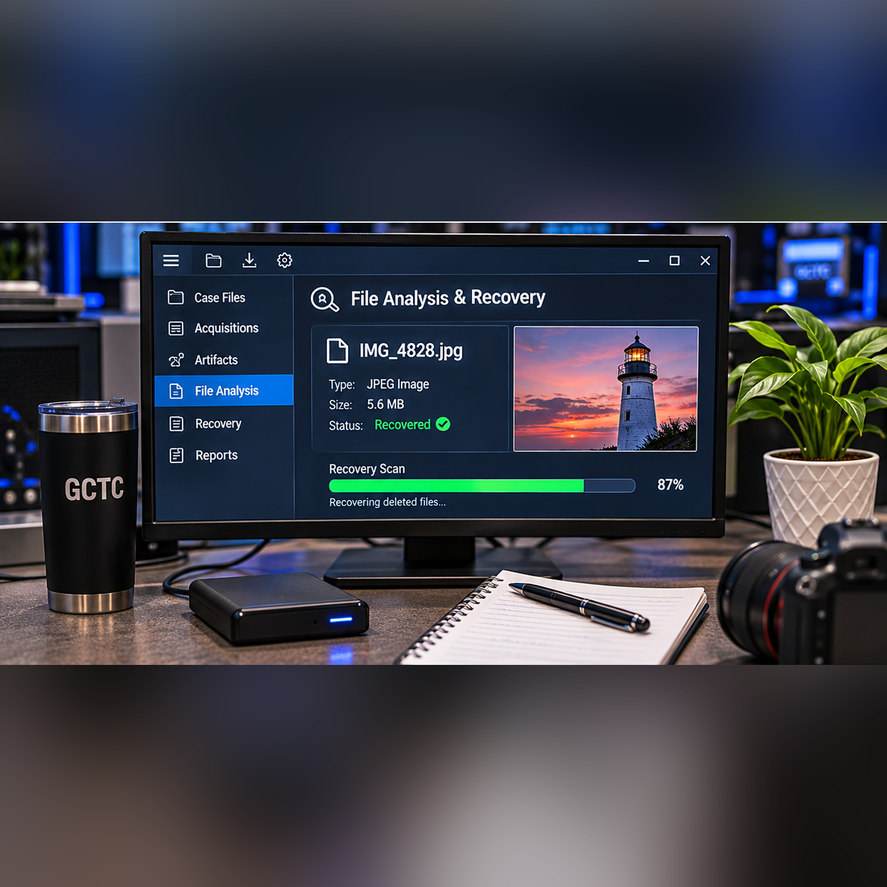 Case Files
Acquisitions
Artifacts
File Analysis
Recovery
Reports
File Analysis & Recovery
IMG_4828.jpg
Type: JPEG Image
Size: 5.6 MB
Status: Recovered
Recovery Scan
87%
Recovering deleted files...
GCTC
GCTC